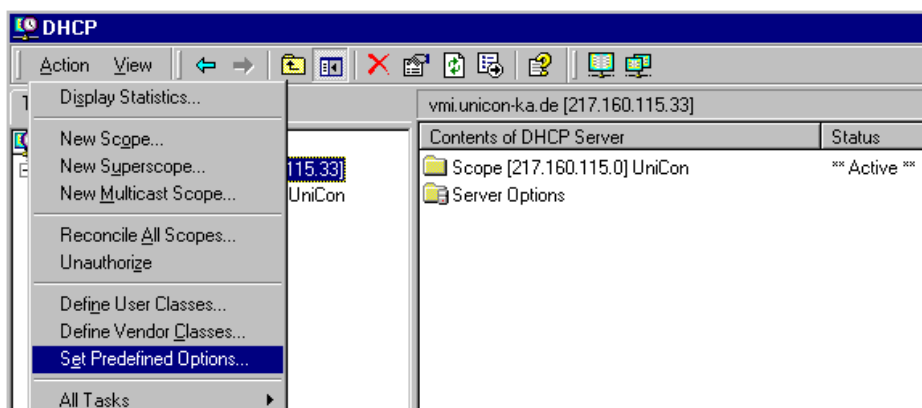 DHCP
Action View
Display Statistics...
New Scope...
New Superscope...
New Multicast Scope...
Reconcile All Scopes...
Unauthorize
Define User Classes...
Define Vendor Classes...
Set Predefined Options...
All Tasks
T
115.33]
UniCon
vmi.unicon-ka.de [217.160.115.33]
Contents of DHCP Server Status
Scope [217.160.115.0] UniCon ** Active **
Server Options